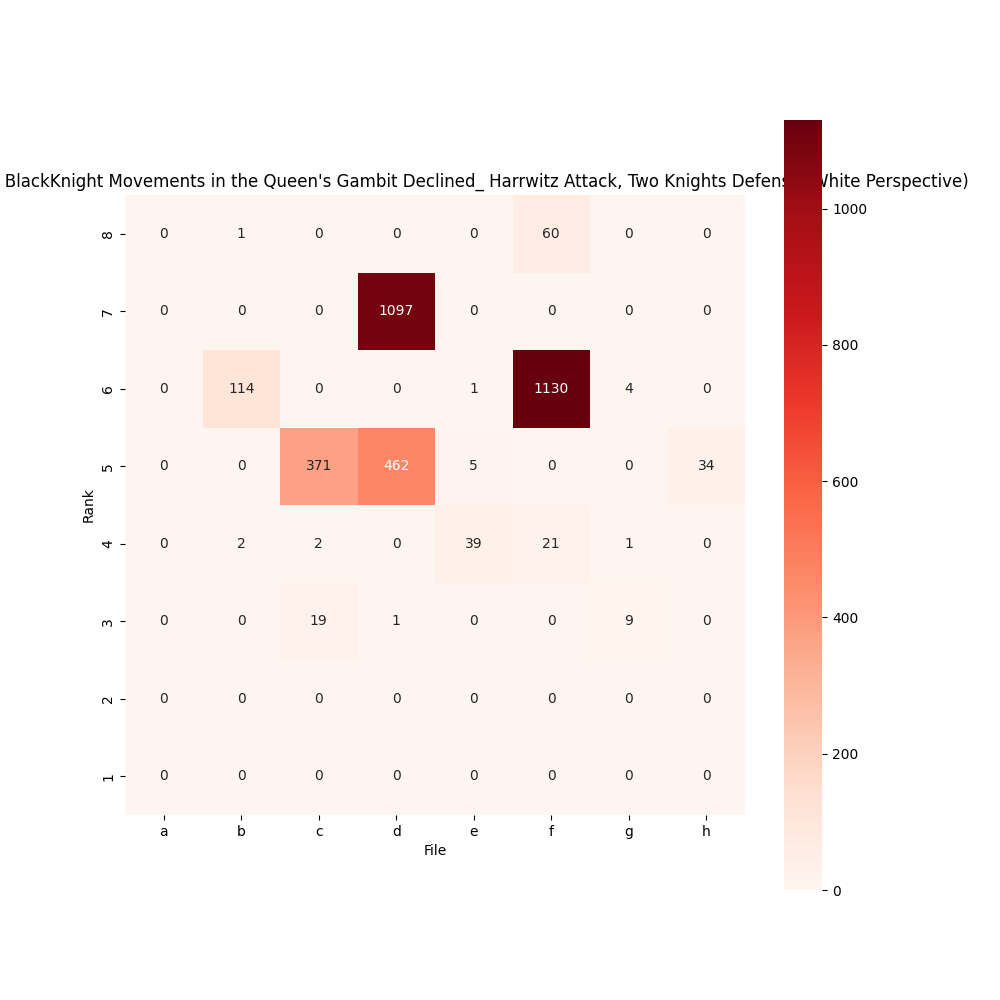 BlackKnight Movements in the Queen's Gambit Declined_ Harrwitz Attack, Two Knights Defens White Perspective)
1000
800
600
400
200
0
Rank
8 0 1 0 0 0 60 0 0
7 0 0 0 1097 0 0 0 0
6 0 114 0 0 1 1130 4 0
5 0 0 371 462 5 0 0 34
4 0 2 2 0 39 21 1 0
3 0 0 19 1 0 0 9 0
2 0 0 0 0 0 0 0 0
1 0 0 0 0 0 0 0 0
a b c d e f g h
File